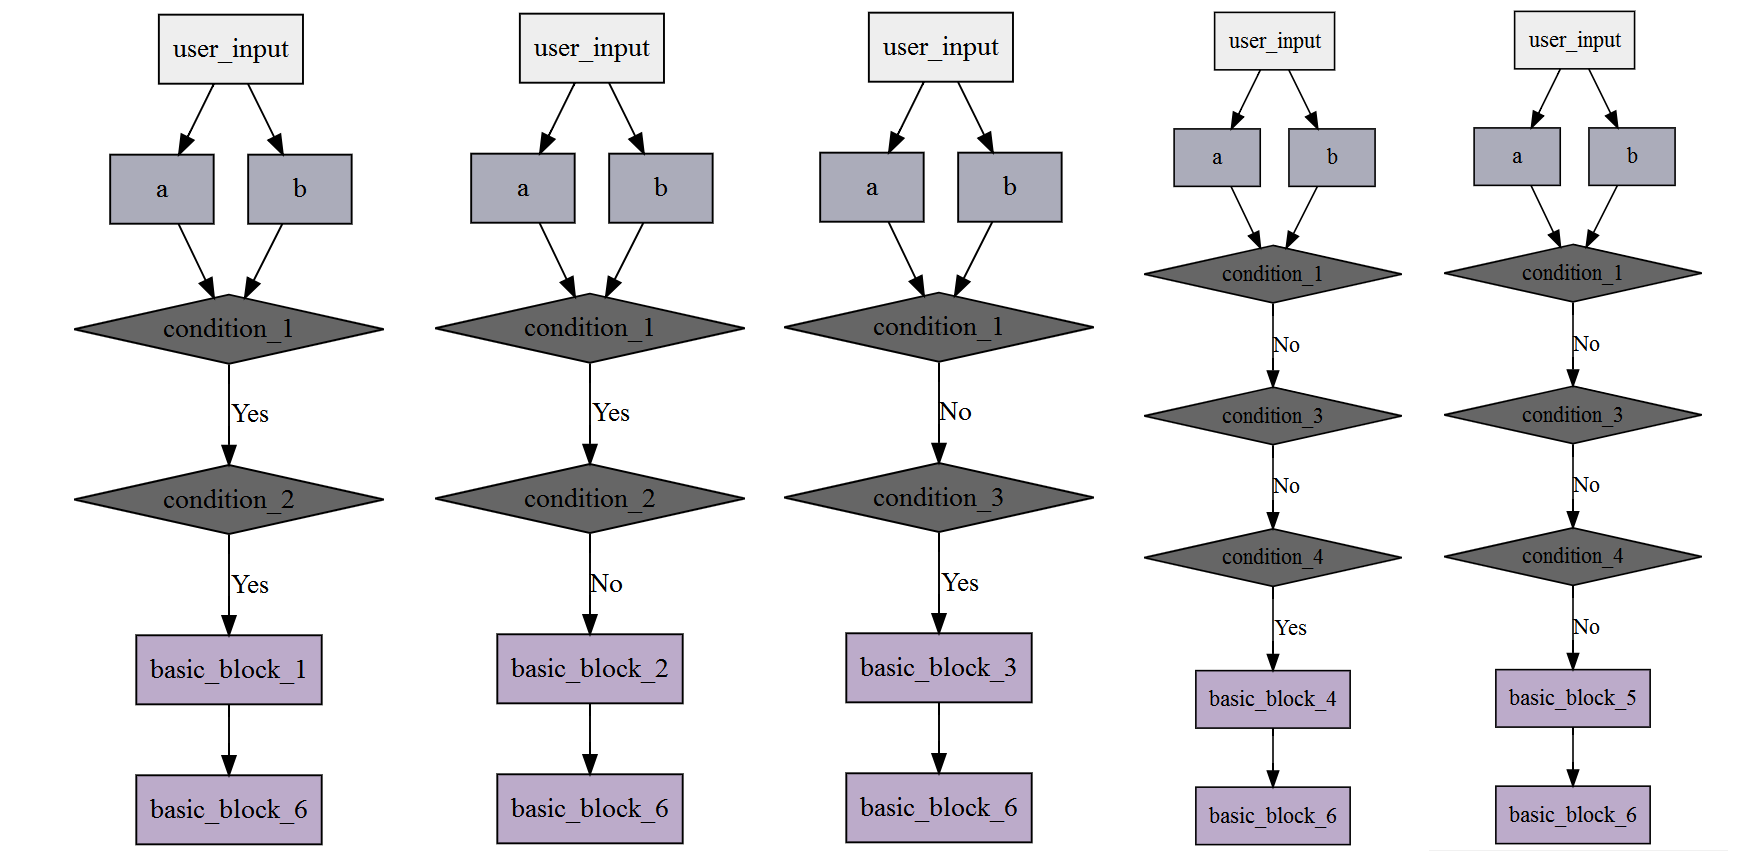 user_input
a
b
condition_1
Yes
condition_2
Yes
basic_block_1
basic_block_6
user_input
a
b
condition_1
Yes
condition_2
No
basic_block_2
basic_block_6
user_input
a
b
condition_1
No
condition_3
Yes
basic_block_3
basic_block_6
user_input
a
b
condition_1
No
condition_3
No
condition_4
Yes
basic_block_4
basic_block_6
user_input
a
b
condition_1
No
condition_3
No
condition_4
No
basic_block_5
basic_block_6